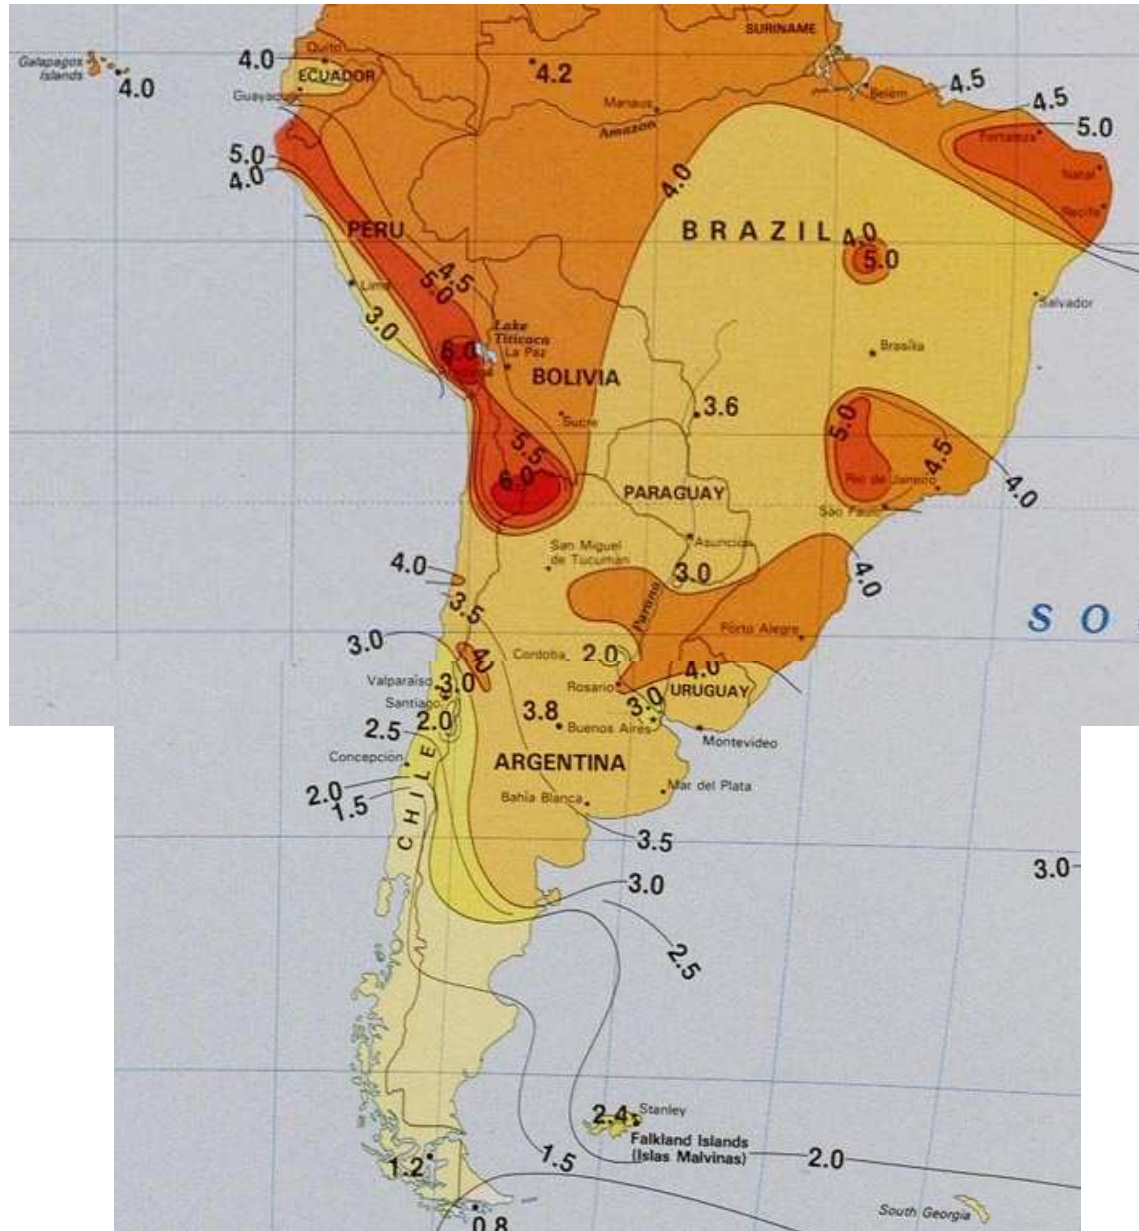 SURINAME
Galapagos
Islands
4.0
4.0
Quito
ECUADOR
Guayaquil
4.2
Manaus
Amazon
Belém
4.5
4.5
5.0
Fortaleza
Natal
Recife
5.0
4.0
4.0
PERU
BRAZIL
4.0
5.0
4.5
5.0
Lima
3.0
Salvador
Lake
Titicaca
6.0
La Paz
BOLIVIA
Brasília
3.6
Sucre
5.0
5.5
6.0
4.5
PARAGUAY
Rio de Janeiro
4.0
São Paulo
Asuncion
San Miguel
de Tucumán
4.0
3.0
4.0
3.5
Paraná
S O
Porto Alegre
3.0
Cordoba
2.0
4.0
Valparaiso
3.0
Rosario
URUGUAY
Santiago
3.0
2.0
3.8
Buenos Aires
2.5
Montevideo
Concepción
CHILE
ARGENTINA
2.0
1.5
Bahia Blanca
Mar del Plata
3.5
3.0
3.0
2.5
2.4
Stanley
Falkland Islands
(Islas Malvinas)
1.2
1.5
2.0
South Georgia
0.8